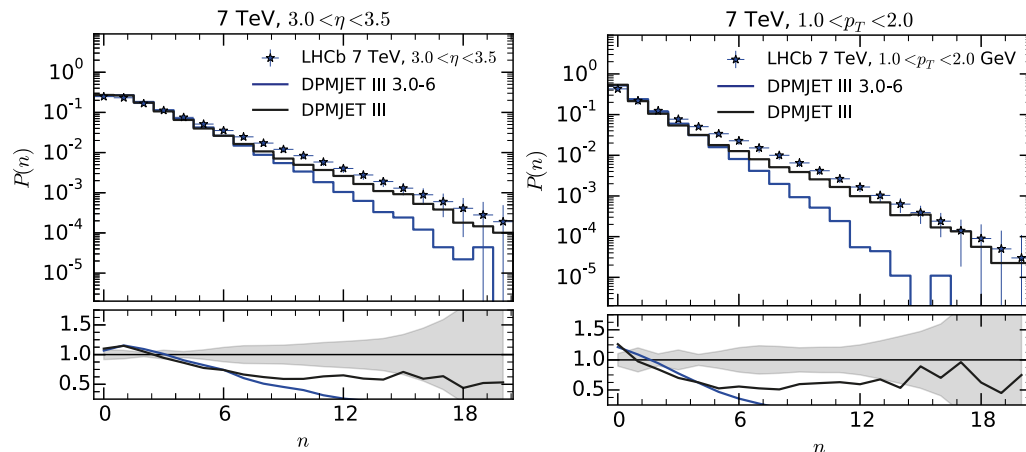 7 TeV, 3.0 < η < 3.5
LHCb 7 TeV, 3.0 < η < 3.5
DPMJET III 3.0-6
DPMJET III
P(n)
10⁰
10⁻¹
10⁻²
10⁻³
10⁻⁴
10⁻⁵
1.5
1.0
0.5
0 6 12 18
n
7 TeV, 1.0 < p_T < 2.0
LHCb 7 TeV, 1.0 < p_T < 2.0 GeV
DPMJET III 3.0-6
DPMJET III
P(n)
10⁰
10⁻¹
10⁻²
10⁻³
10⁻⁴
10⁻⁵
1.5
1.0
0.5
0 6 12 18
n